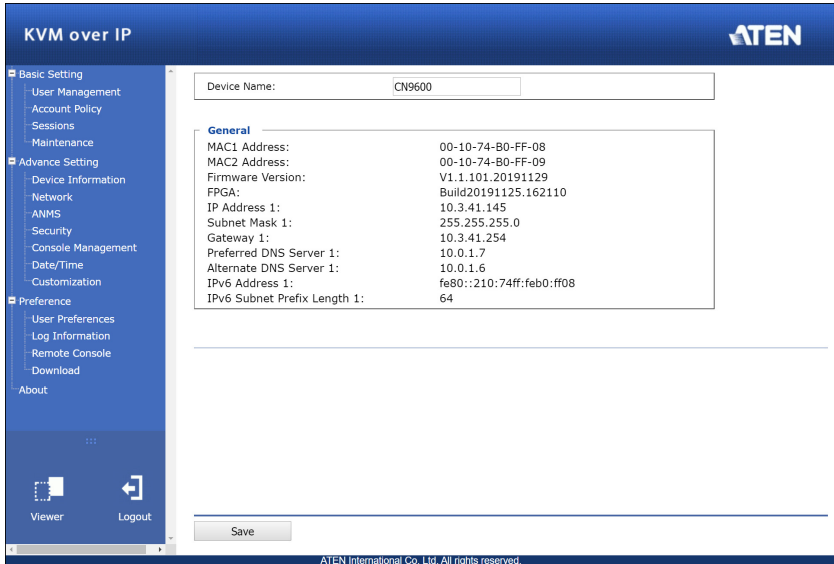 KVM over IP
ATEN
Basic Setting
User Management
Account Policy
Sessions
Maintenance
Advance Setting
Device Information
Network
ANMS
Security
Console Management
Date/Time
Customization
Preference
User Preferences
Log Information
Remote Console
Download
About
Viewer
Logout
Device Name: CN9600
General
MAC1 Address: 00-10-74-B0-FF-08
MAC2 Address: 00-10-74-B0-FF-09
Firmware Version: V1.1.101.20191129
FPGA: Build20191125.162110
IP Address 1: 10.3.41.145
Subnet Mask 1: 255.255.255.0
Gateway 1: 10.3.41.254
Preferred DNS Server 1: 10.0.1.7
Alternate DNS Server 1: 10.0.1.6
IPv6 Address 1: fe80::210:74ff:feb0:ff08
IPv6 Subnet Prefix Length 1: 64
Save
ATEN International Co. Ltd. All rights reserved.